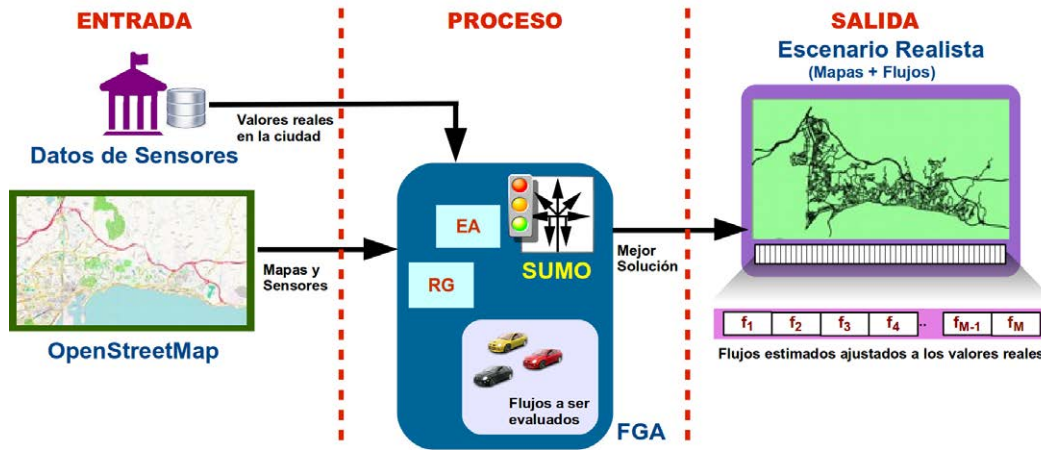 ENTRADA
PROCESO
SALIDA
Datos de Sensores
Valores reales
en la ciudad
OpenStreetMap
Mapas y
Sensores
EA
RG
SUMO
Flujos a ser
evaluados
FGA
Mejor
Solución
Escenario Realista
(Mapas + Flujos)
f1 f2 f3 f4 .. fM-1 fM
Flujos estimados ajustados a los valores reales